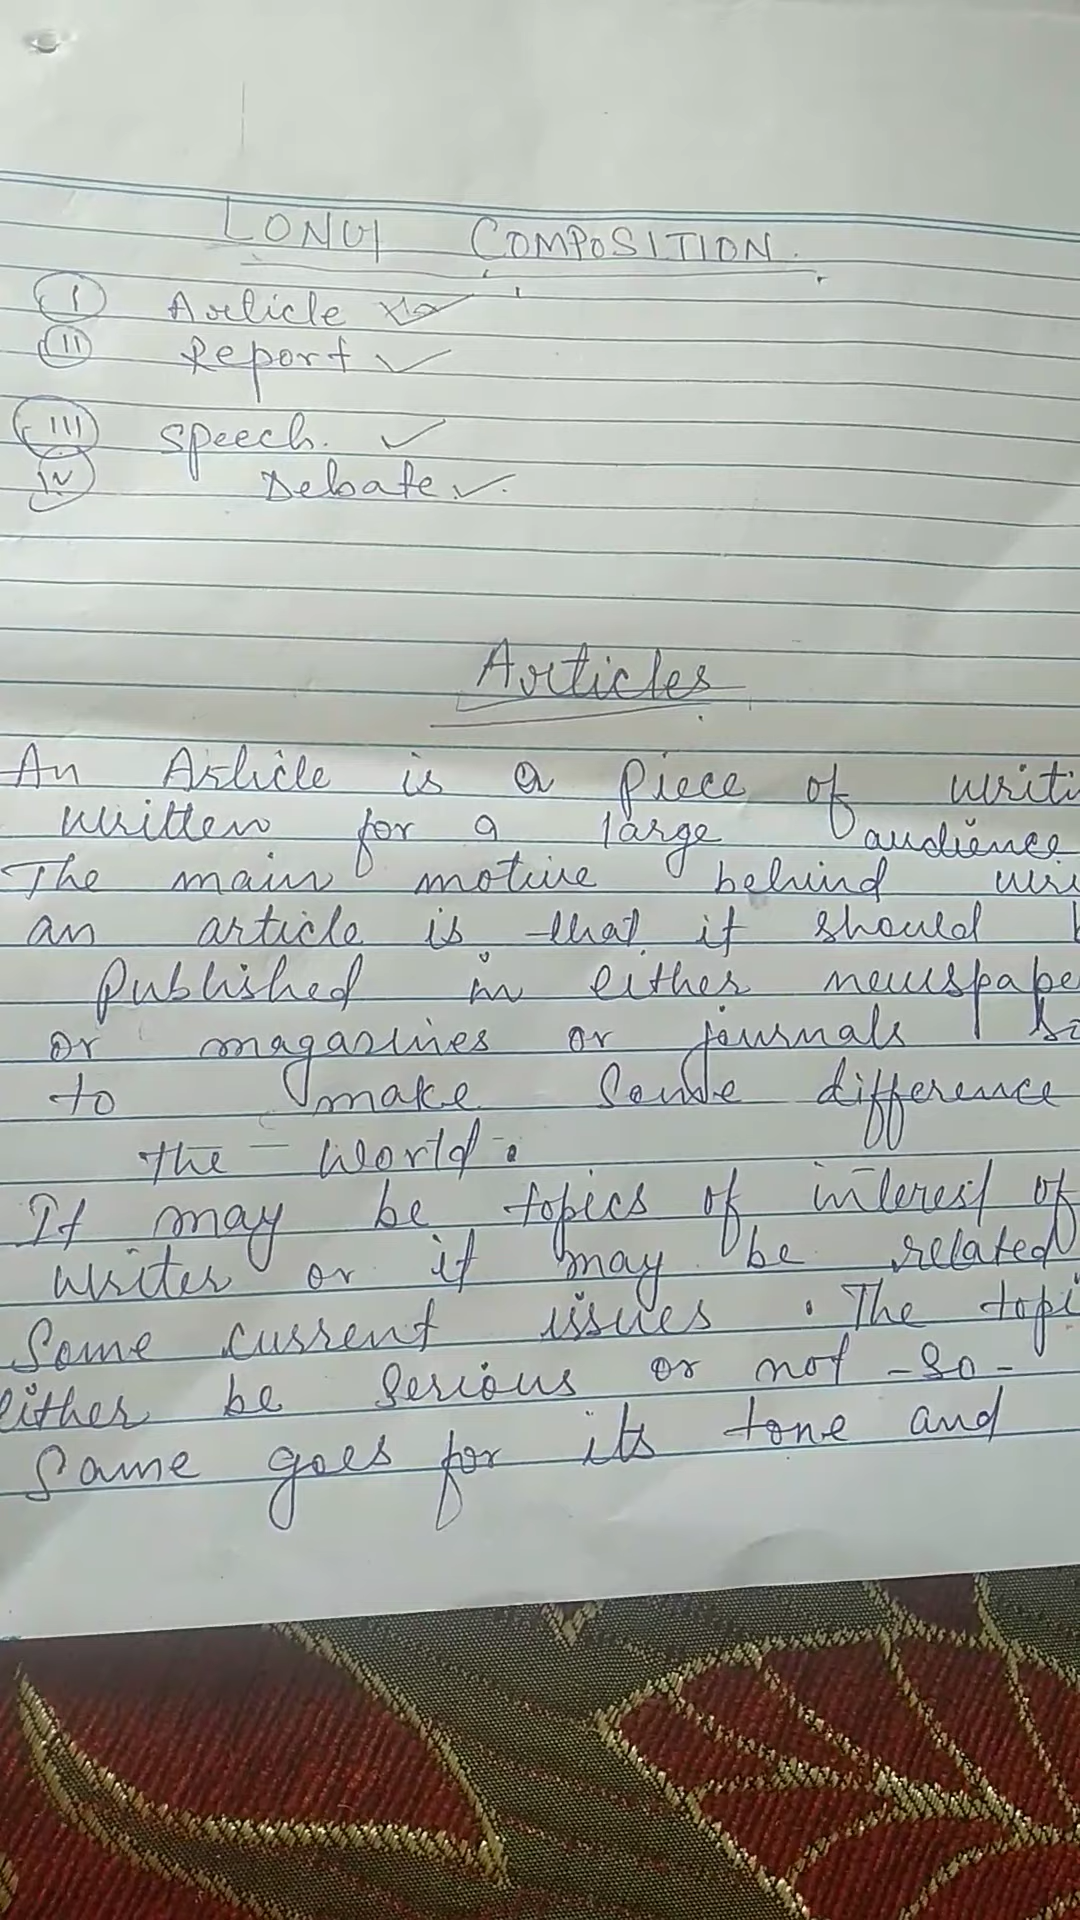 LONG COMPOSITION
I Article
II Report
III Speech.
IV Debate
Articles
An Article is a piece of writi
written for a large audience
The main motive behind wri
an article is that it should b
published in either newspape
or magazines or journals so
to make some difference
the world.
It may be topics of interest of
writer or it may be related
Some current issues. The topi
either be serious or not -so-
Same goes for its tone and